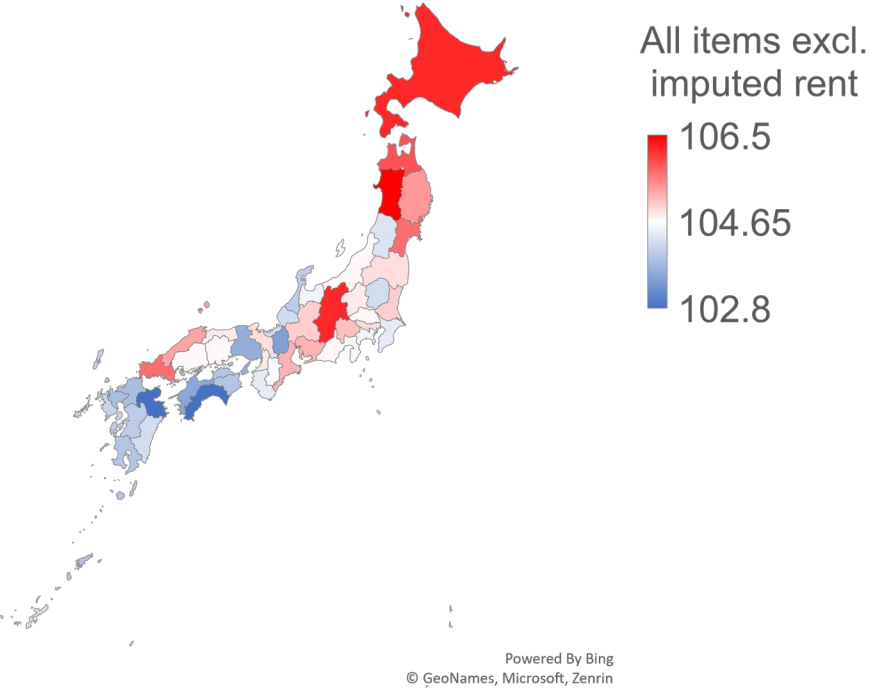 All items excl.
imputed rent
106.5
104.65
102.8
Powered By Bing
© GeoNames, Microsoft, Zenrin